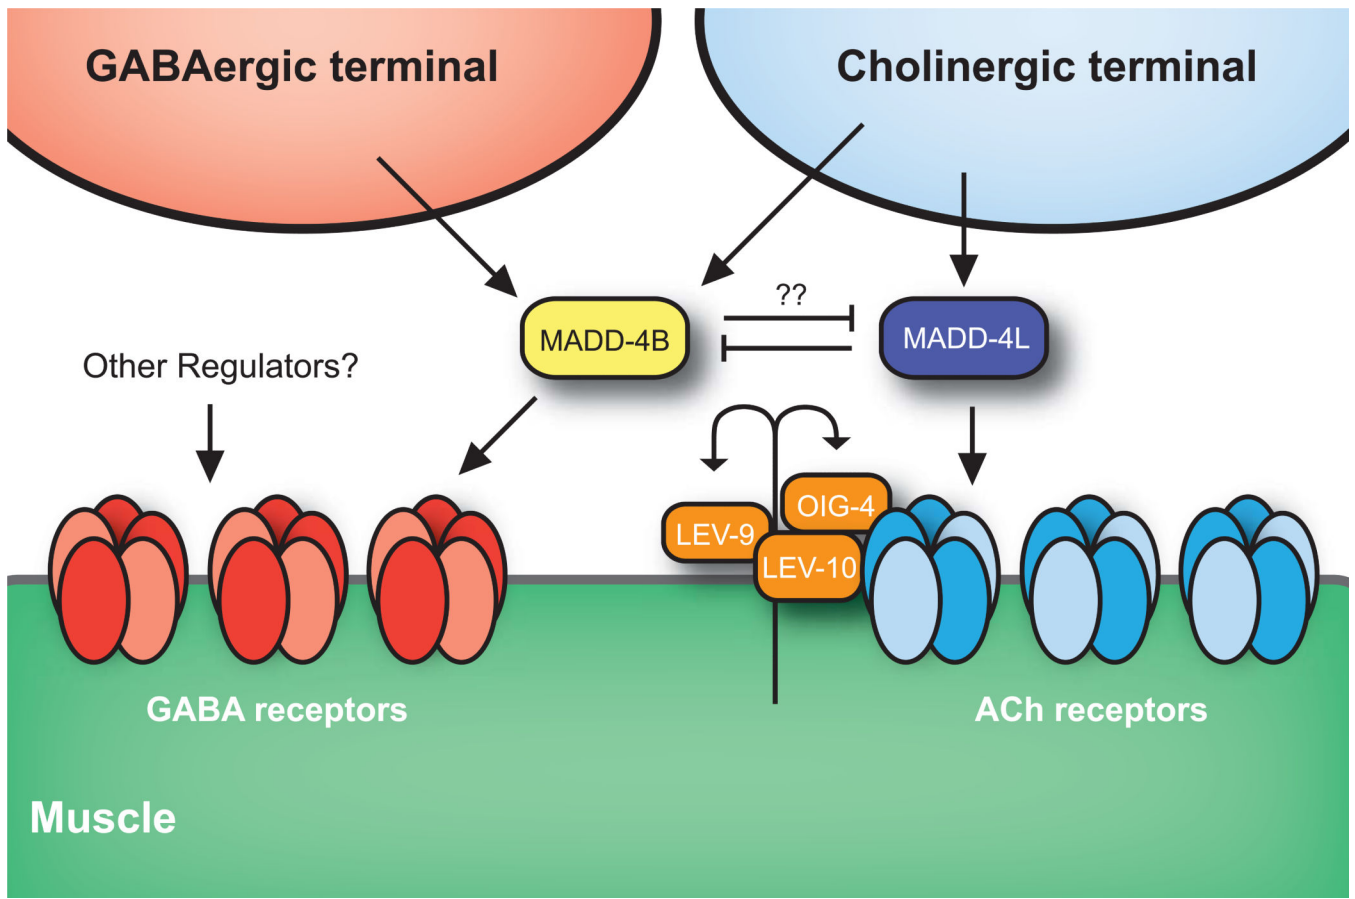 GABAergic terminal
Cholinergic terminal
??
MADD-4B
MADD-4L
Other Regulators?
OIG-4
LEV-9
LEV-10
GABA receptors
ACh receptors
Muscle